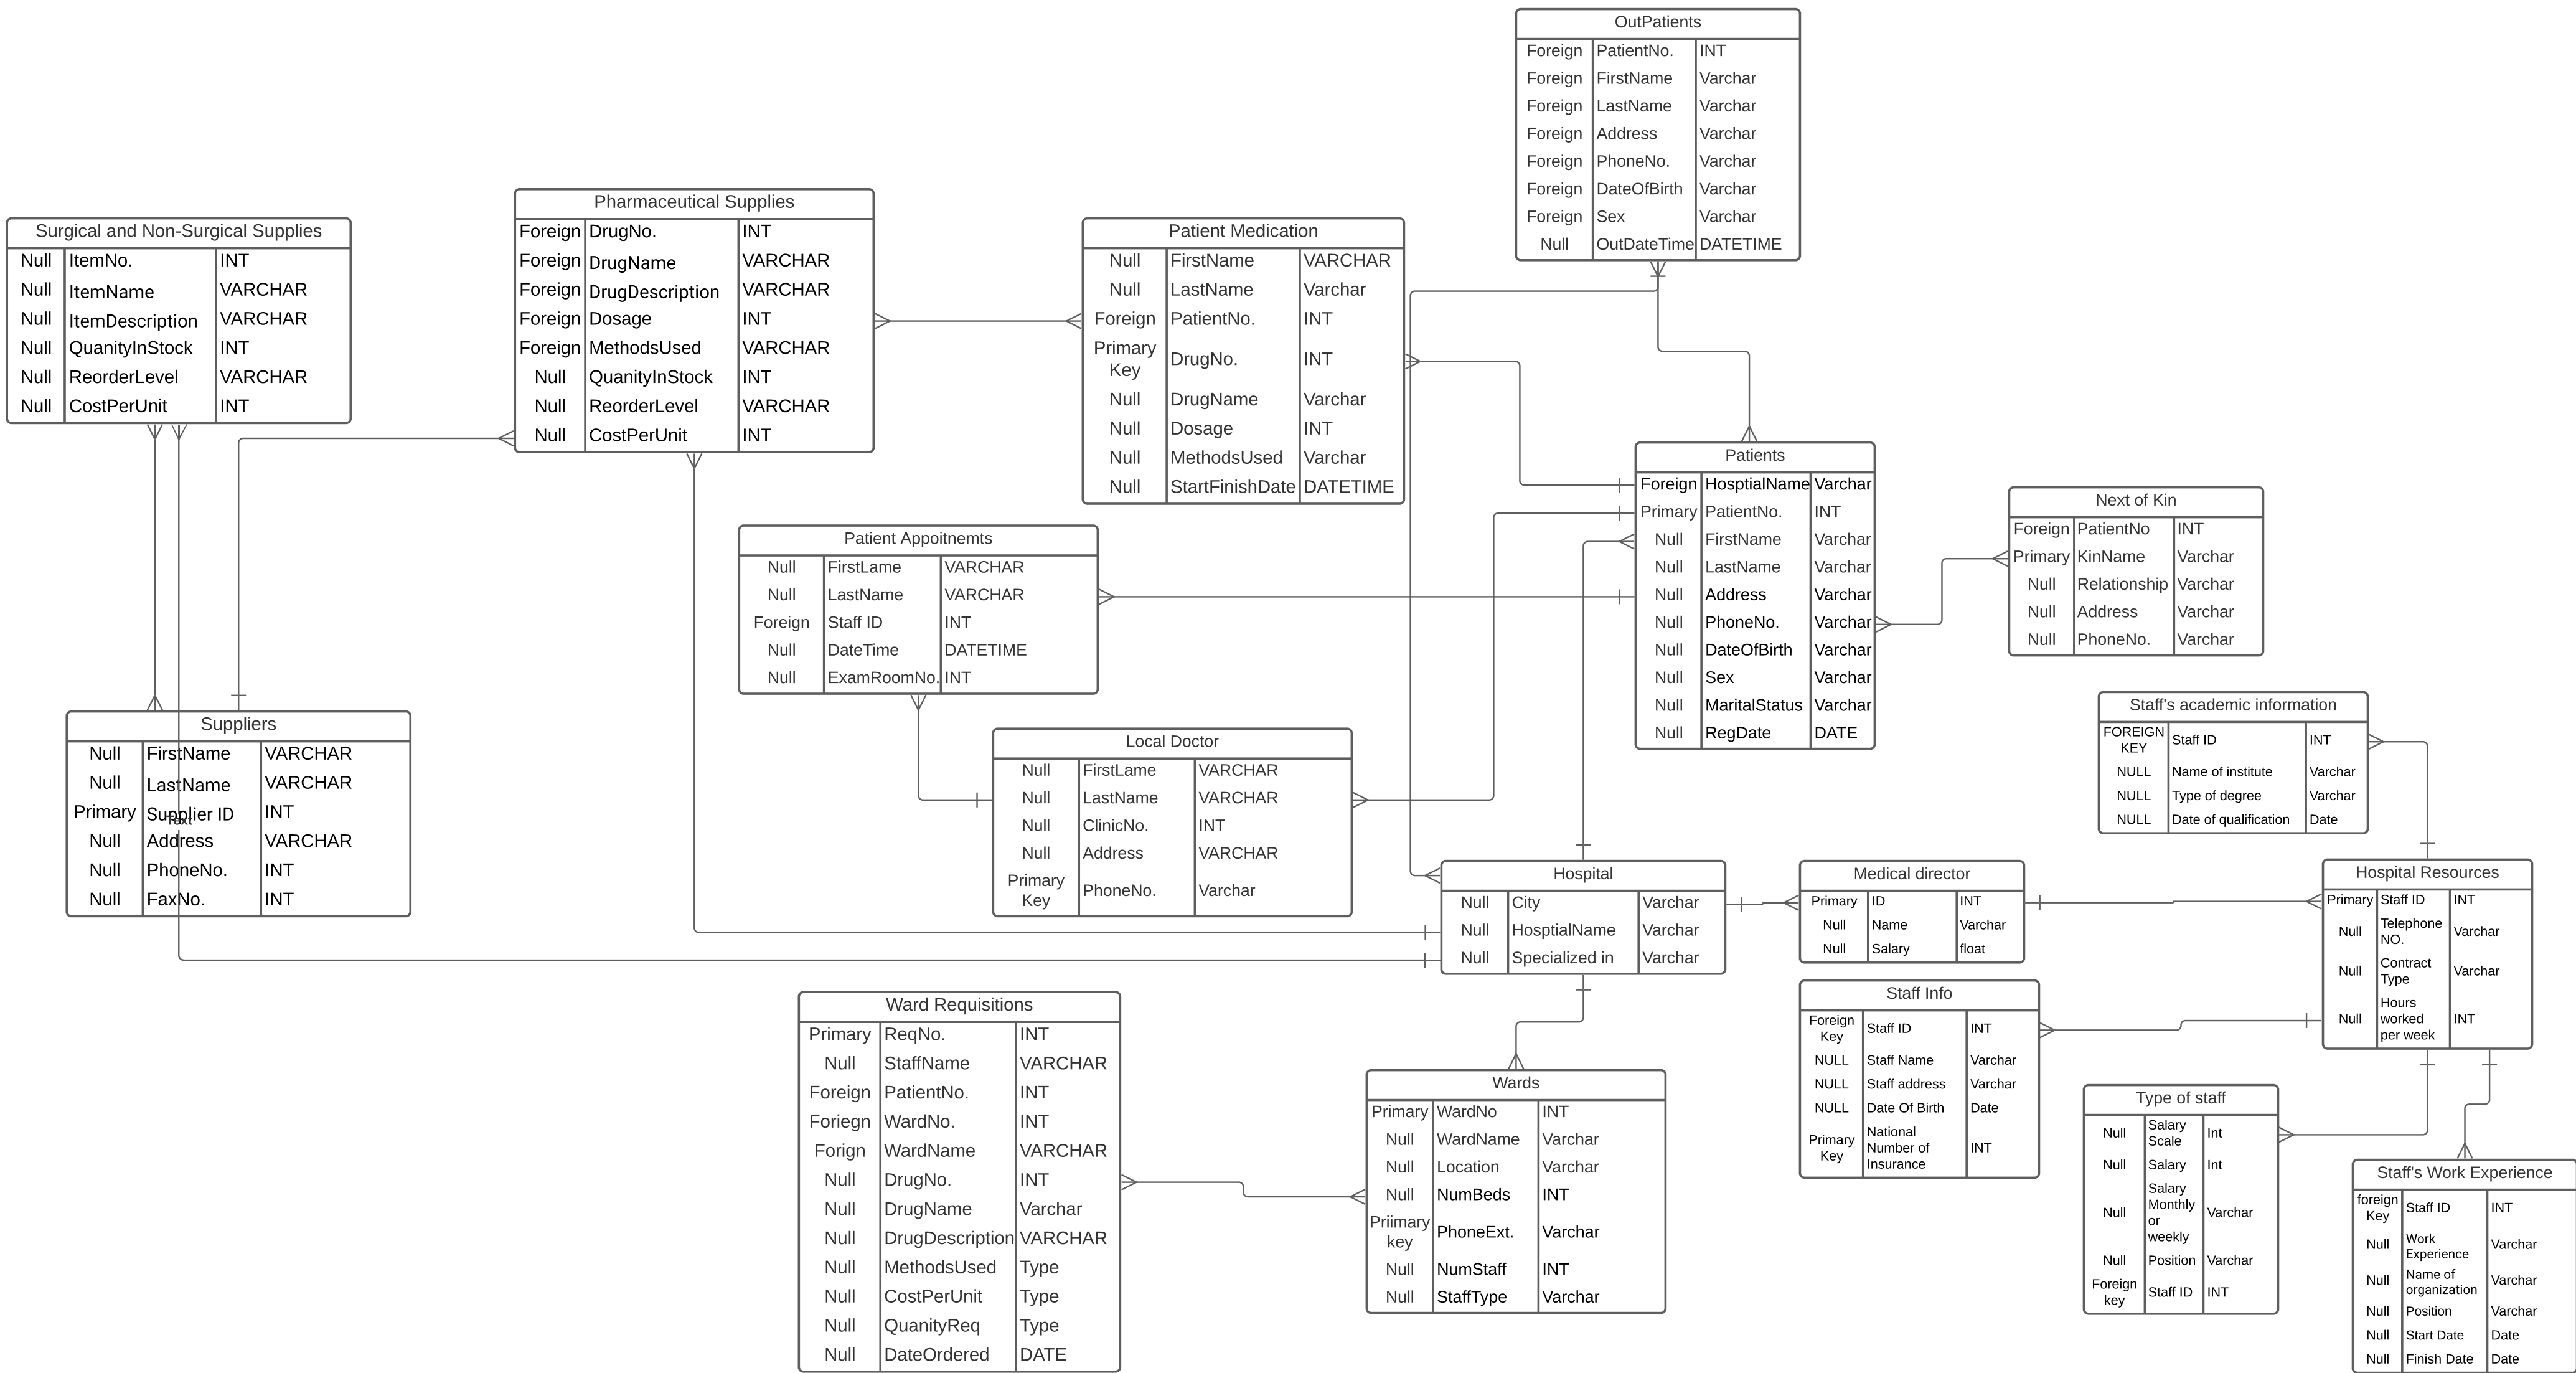 OutPatients
Foreign PatientNo. INT
Foreign FirstName Varchar
Foreign LastName Varchar
Foreign Address Varchar
Foreign PhoneNo. Varchar
Foreign DateOfBirth Varchar
Foreign Sex Varchar
Null OutDateTime DATETIME
Pharmaceutical Supplies
Foreign DrugNo. INT
Foreign DrugName VARCHAR
Foreign DrugDescription VARCHAR
Foreign Dosage INT
Foreign MethodsUsed VARCHAR
Null QuanityInStock INT
Null ReorderLevel VARCHAR
Null CostPerUnit INT
Surgical and Non-Surgical Supplies
Null ItemNo. INT
Null ItemName VARCHAR
Null ItemDescription VARCHAR
Null QuanityInStock INT
Null ReorderLevel VARCHAR
Null CostPerUnit INT
Patient Medication
Null FirstName VARCHAR
Null LastName Varchar
Foreign PatientNo. INT
Primary
Key DrugNo. INT
Null DrugName Varchar
Null Dosage INT
Null MethodsUsed Varchar
Null StartFinishDate DATETIME
Patients
Foreign HosptialName Varchar
Primary PatientNo. INT
Null FirstName Varchar
Null LastName Varchar
Null Address Varchar
Null PhoneNo. Varchar
Null DateOfBirth Varchar
Null Sex Varchar
Null MaritalStatus Varchar
Null RegDate DATE
Next of Kin
Foreign PatientNo INT
Primary KinName Varchar
Null Relationship Varchar
Null Address Varchar
Null PhoneNo. Varchar
Patient Appoitnemts
Null FirstLame VARCHAR
Null LastName VARCHAR
Foreign Staff ID INT
Null DateTime DATETIME
Null ExamRoomNo. INT
Staff's academic information
FOREIGN
KEY Staff ID INT
NULL Name of institute Varchar
NULL Type of degree Varchar
NULL Date of qualification Date
Suppliers
Null FirstName VARCHAR
Null LastName VARCHAR
Primary Supplier ID INT
Text
Null Address VARCHAR
Null PhoneNo. INT
Null FaxNo. INT
Local Doctor
Null FirstLame VARCHAR
Null LastName VARCHAR
Null ClinicNo. INT
Null Address VARCHAR
Primary
Key PhoneNo. Varchar
Hospital
Null City Varchar
Null HosptialName Varchar
Null Specialized in Varchar
Medical director
Primary ID INT
Null Name Varchar
Null Salary float
Hospital Resources
Primary Staff ID INT
Null Telephone
NO. Varchar
Null Contract
Type Varchar
Null Hours
worked
per week INT
Staff Info
Foreign
Key Staff ID INT
NULL Staff Name Varchar
NULL Staff address Varchar
NULL Date Of Birth Date
Primary
Key National
Number of
Insurance INT
Ward Requisitions
Primary ReqNo. INT
Null StaffName VARCHAR
Foreign PatientNo. INT
Foriegn WardNo. INT
Forign WardName VARCHAR
Null DrugNo. INT
Null DrugName Varchar
Null DrugDescription VARCHAR
Null MethodsUsed Type
Null CostPerUnit Type
Null QuanityReq Type
Null DateOrdered DATE
Wards
Primary WardNo INT
Null WardName Varchar
Null Location Varchar
Null NumBeds INT
Priimary
key PhoneExt. Varchar
Null NumStaff INT
Null StaffType Varchar
Type of staff
Null Salary
Scale Int
Null Salary Int
Null Salary
Monthly
or
weekly Varchar
Null Position Varchar
Foreign
key Staff ID INT
Staff's Work Experience
foreign
Key Staff ID INT
Null Work
Experience Varchar
Null Name of
organization Varchar
Null Position Varchar
Null Start Date Date
Null Finish Date Date